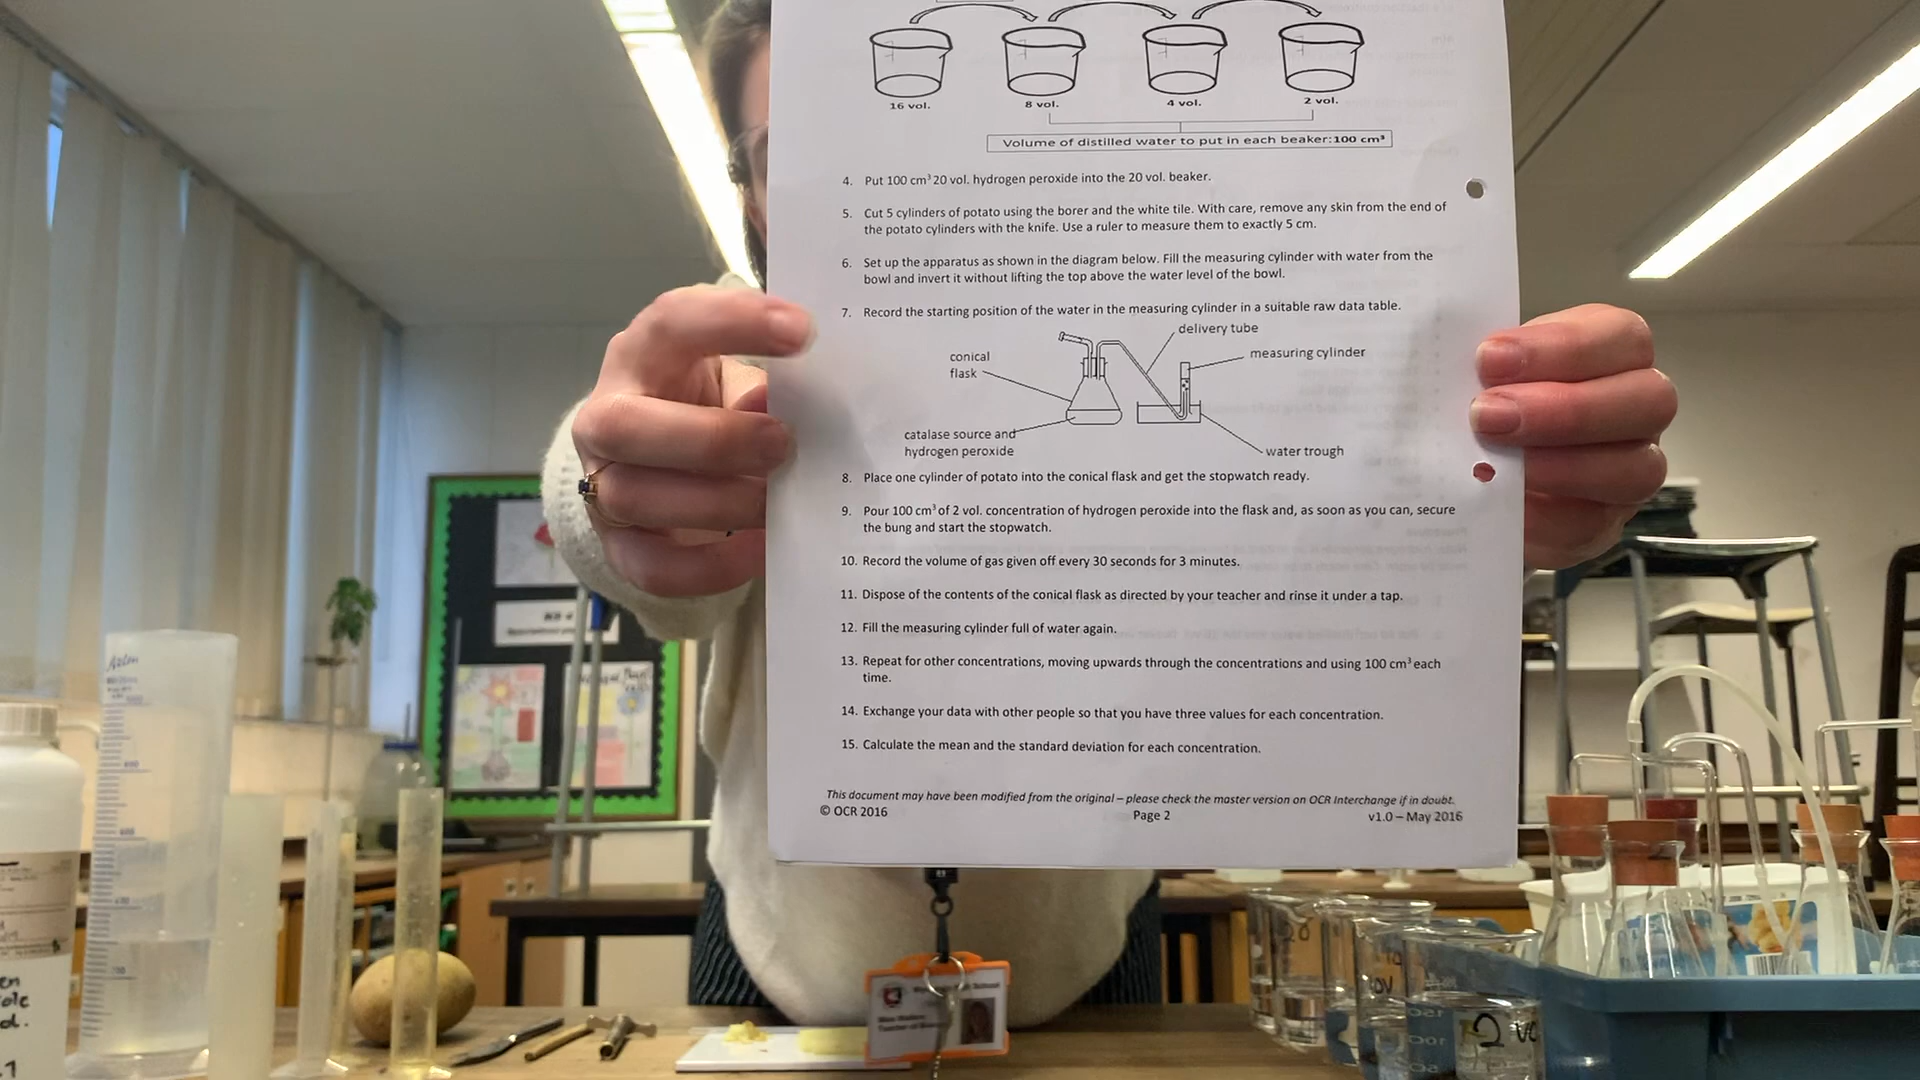 16 vol.
8 vol.
4 vol.
2 vol.
Volume of distilled water to put in each beaker: 100 cm³
4. Put 100 cm³ 20 vol. hydrogen peroxide into the 20 vol. beaker.
5. Cut 5 cylinders of potato using the borer and the white tile. With care, remove any skin from the end of
the potato cylinders with the knife. Use a ruler to measure them to exactly 5 cm.
6. Set up the apparatus as shown in the diagram below. Fill the measuring cylinder with water from the
bowl and invert it without lifting the top above the water level of the bowl.
7. Record the starting position of the water in the measuring cylinder in a suitable raw data table.
delivery tube
conical
flask
measuring cylinder
catalase source and
hydrogen peroxide
water trough
8. Place one cylinder of potato into the conical flask and get the stopwatch ready.
9. Pour 100 cm³ of 2 vol. concentration of hydrogen peroxide into the flask and, as soon as you can, secure
the bung and start the stopwatch.
10. Record the volume of gas given off every 30 seconds for 3 minutes.
11. Dispose of the contents of the conical flask as directed by your teacher and rinse it under a tap.
12. Fill the measuring cylinder full of water again.
13. Repeat for other concentrations, moving upwards through the concentrations and using 100 cm³ each
time.
14. Exchange your data with other people so that you have three values for each concentration.
15. Calculate the mean and the standard deviation for each concentration.
This document may have been modified from the original – please check the master version on OCR Interchange if in doubt.
© OCR 2016
Page 2
v1.0 – May 2016
Azlon
2 vo